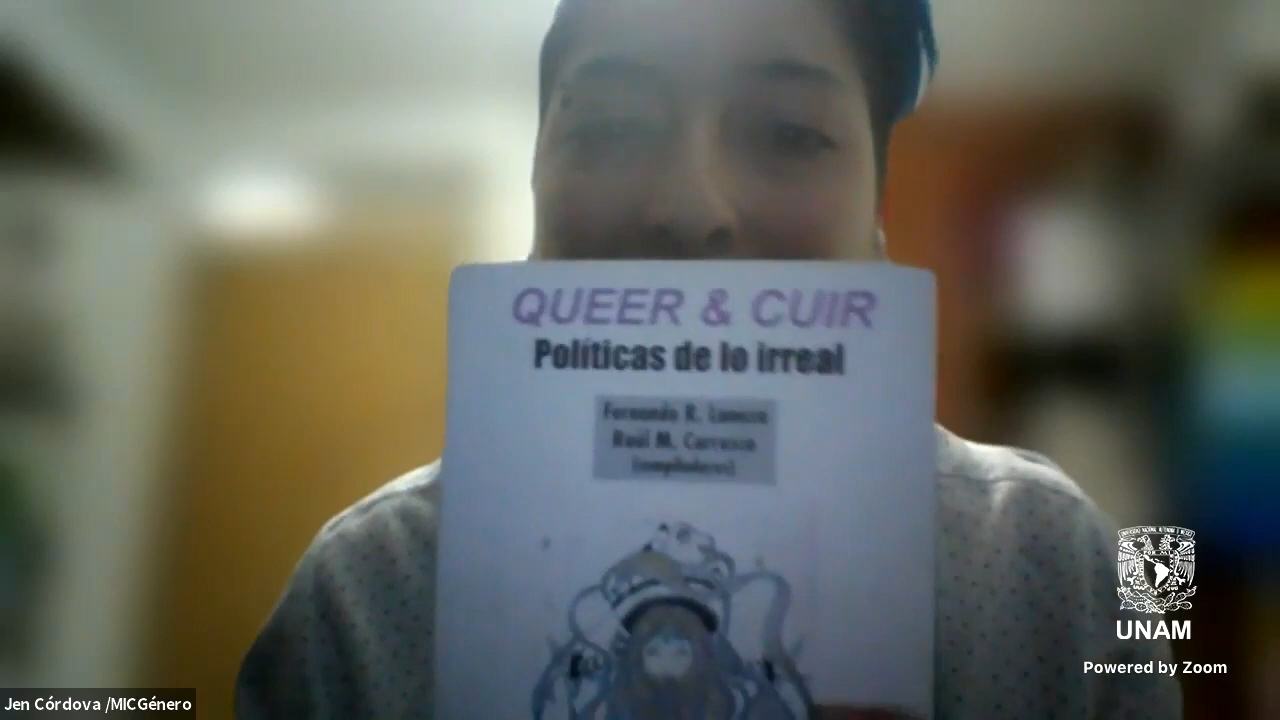 QUEER & CUIR
Políticas de lo irreal
Fernando R. Lanuza
Raúl M. Carrasco
(compiladores)
UNAM
Powered by Zoom
Jen Córdova /MICGénero